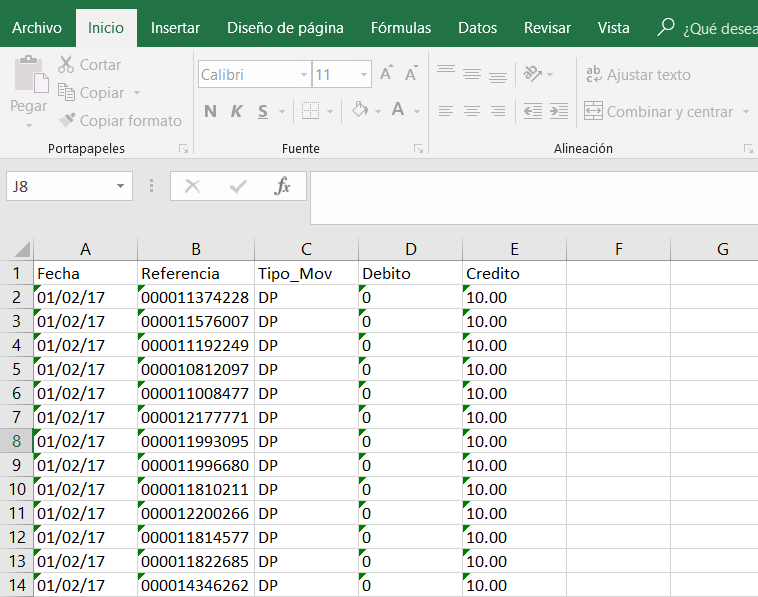 Archivo Inicio Insertar Diseño de página Fórmulas Datos Revisar Vista ¿Qué desea
Pegar
Cortar
Copiar
Copiar formato
Portapapeles
Calibri 11 A A
N K S A
Fuente
ab Ajustar texto
Combinar y centrar
Alineación
J8 fx
A B C D E F G
1 Fecha Referencia Tipo_Mov Debito Credito
2 01/02/17 000011374228 DP 0 10.00
3 01/02/17 000011576007 DP 0 10.00
4 01/02/17 000011192249 DP 0 10.00
5 01/02/17 000010812097 DP 0 10.00
6 01/02/17 000011008477 DP 0 10.00
7 01/02/17 000012177771 DP 0 10.00
8 01/02/17 000011993095 DP 0 10.00
9 01/02/17 000011996680 DP 0 10.00
10 01/02/17 000011810211 DP 0 10.00
11 01/02/17 000012200266 DP 0 10.00
12 01/02/17 000011814577 DP 0 10.00
13 01/02/17 000011822685 DP 0 10.00
14 01/02/17 000014346262 DP 0 10.00